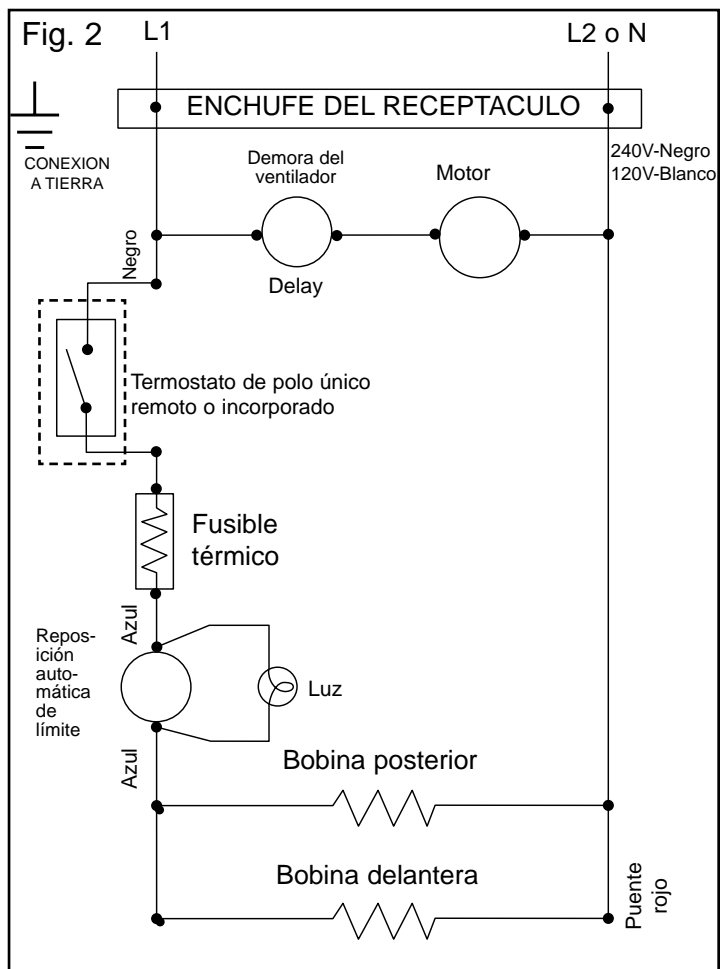 Fig. 2
L1
L2 o N
ENCHUFE DEL RECEPTACULO
CONEXION
A TIERRA
240V-Negro
120V-Blanco
Demora del
ventilador
Motor
Negro
Delay
Termostato de polo único
remoto o incorporado
Fusible
térmico
Azul
Repos-
ición
auto-
mática
de
límite
Luz
Azul
Bobina posterior
Bobina delantera
Puente
rojo